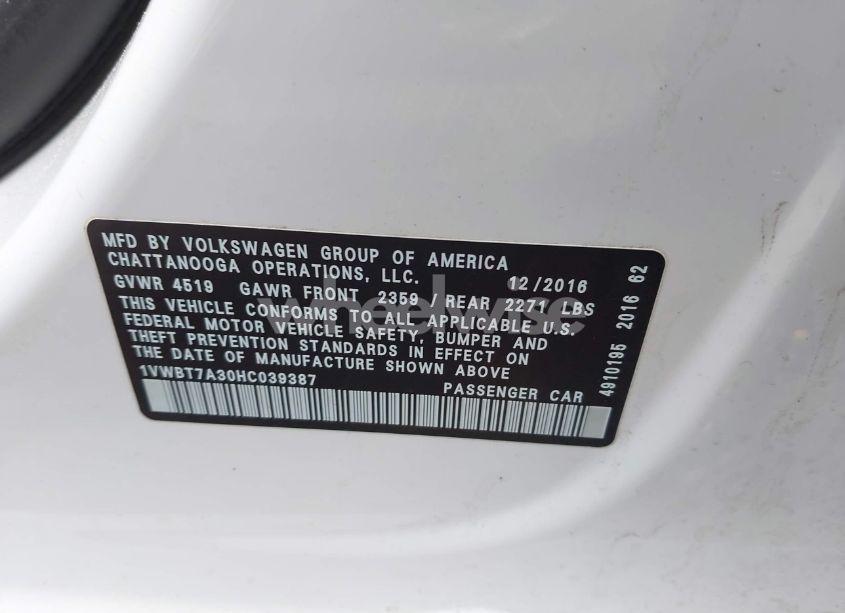 MFD BY VOLKSWAGEN GROUP OF AMERICA
CHATTANOOGA OPERATIONS, LLC. 12/2016
GVWR 4519 GAWR FRONT 2359 / REAR 2271 LBS
THIS VEHICLE CONFORMS TO ALL APPLICABLE U.S.
FEDERAL MOTOR VEHICLE SAFETY, BUMPER AND
THEFT PREVENTION STANDARDS IN EFFECT ON
THE DATE OF MANUFACTURE SHOWN ABOVE
1VWBT7A30HC039387 PASSENGER CAR
4910195 2016 62
wheelwise